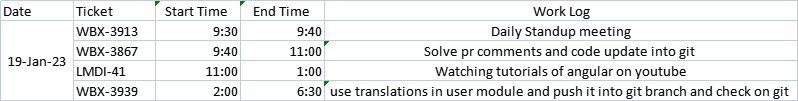 Date Ticket Start Time End Time Work Log
WBX-3913 9:30 9:40 Daily Standup meeting
WBX-3867 9:40 11:00 Solve pr comments and code update into git
19-Jan-23
LMDI-41 11:00 1:00 Watching tutorials of angular on youtube
WBX-3939 2:00 6:30 use translations in user module and push it into git branch and check on git